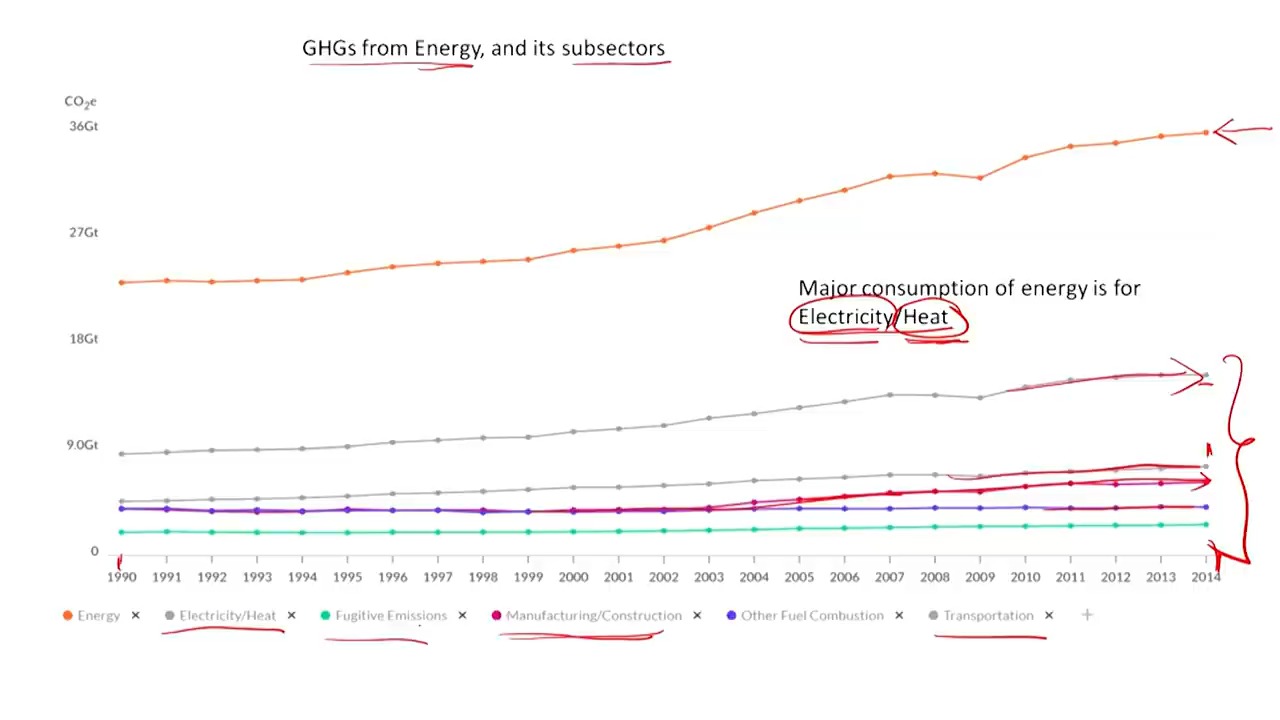 GHGs from Energy, and its subsectors
CO₂e
36Gt
27Gt
Major consumption of energy is for
Electricity/Heat
18Gt
9.0Gt
0
1990 1991 1992 1993 1994 1995 1996 1997 1998 1999 2000 2001 2002 2003 2004 2005 2006 2007 2008 2009 2010 2011 2012 2013 2014
Energy × Electricity/Heat × Fugitive Emissions × Manufacturing/Construction × Other Fuel Combustion × Transportation × +